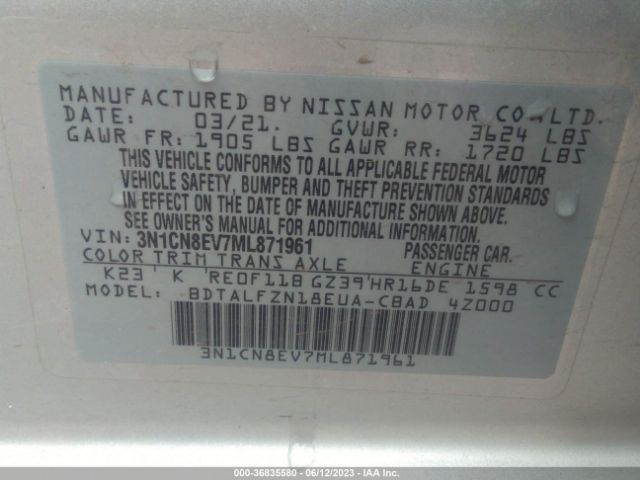 MANUFACTURED BY NISSAN MOTOR CO.,LTD.
DATE: 03/21. GVWR: 3624 LBS
GAWR FR: 1905 LBS GAWR RR: 1720 LBS
THIS VEHICLE CONFORMS TO ALL APPLICABLE FEDERAL MOTOR
VEHICLE SAFETY, BUMPER AND THEFT PREVENTION STANDARDS
IN EFFECT ON THE DATE OF MANUFACTURE SHOWN ABOVE.
SEE OWNER'S MANUAL FOR ADDITIONAL INFORMATION.
VIN: 3N1CN8EV7ML871961 PASSENGER CAR.
COLOR TRIM TRANS AXLE ENGINE
K23 K RE0F11B GZ39 HR16DE 1598 CC
BDTALFZN18EUA-CBAD 4Z000
3N1CN8EV7ML871961
000-36835580 - 06/12/2023 - IAA Inc.